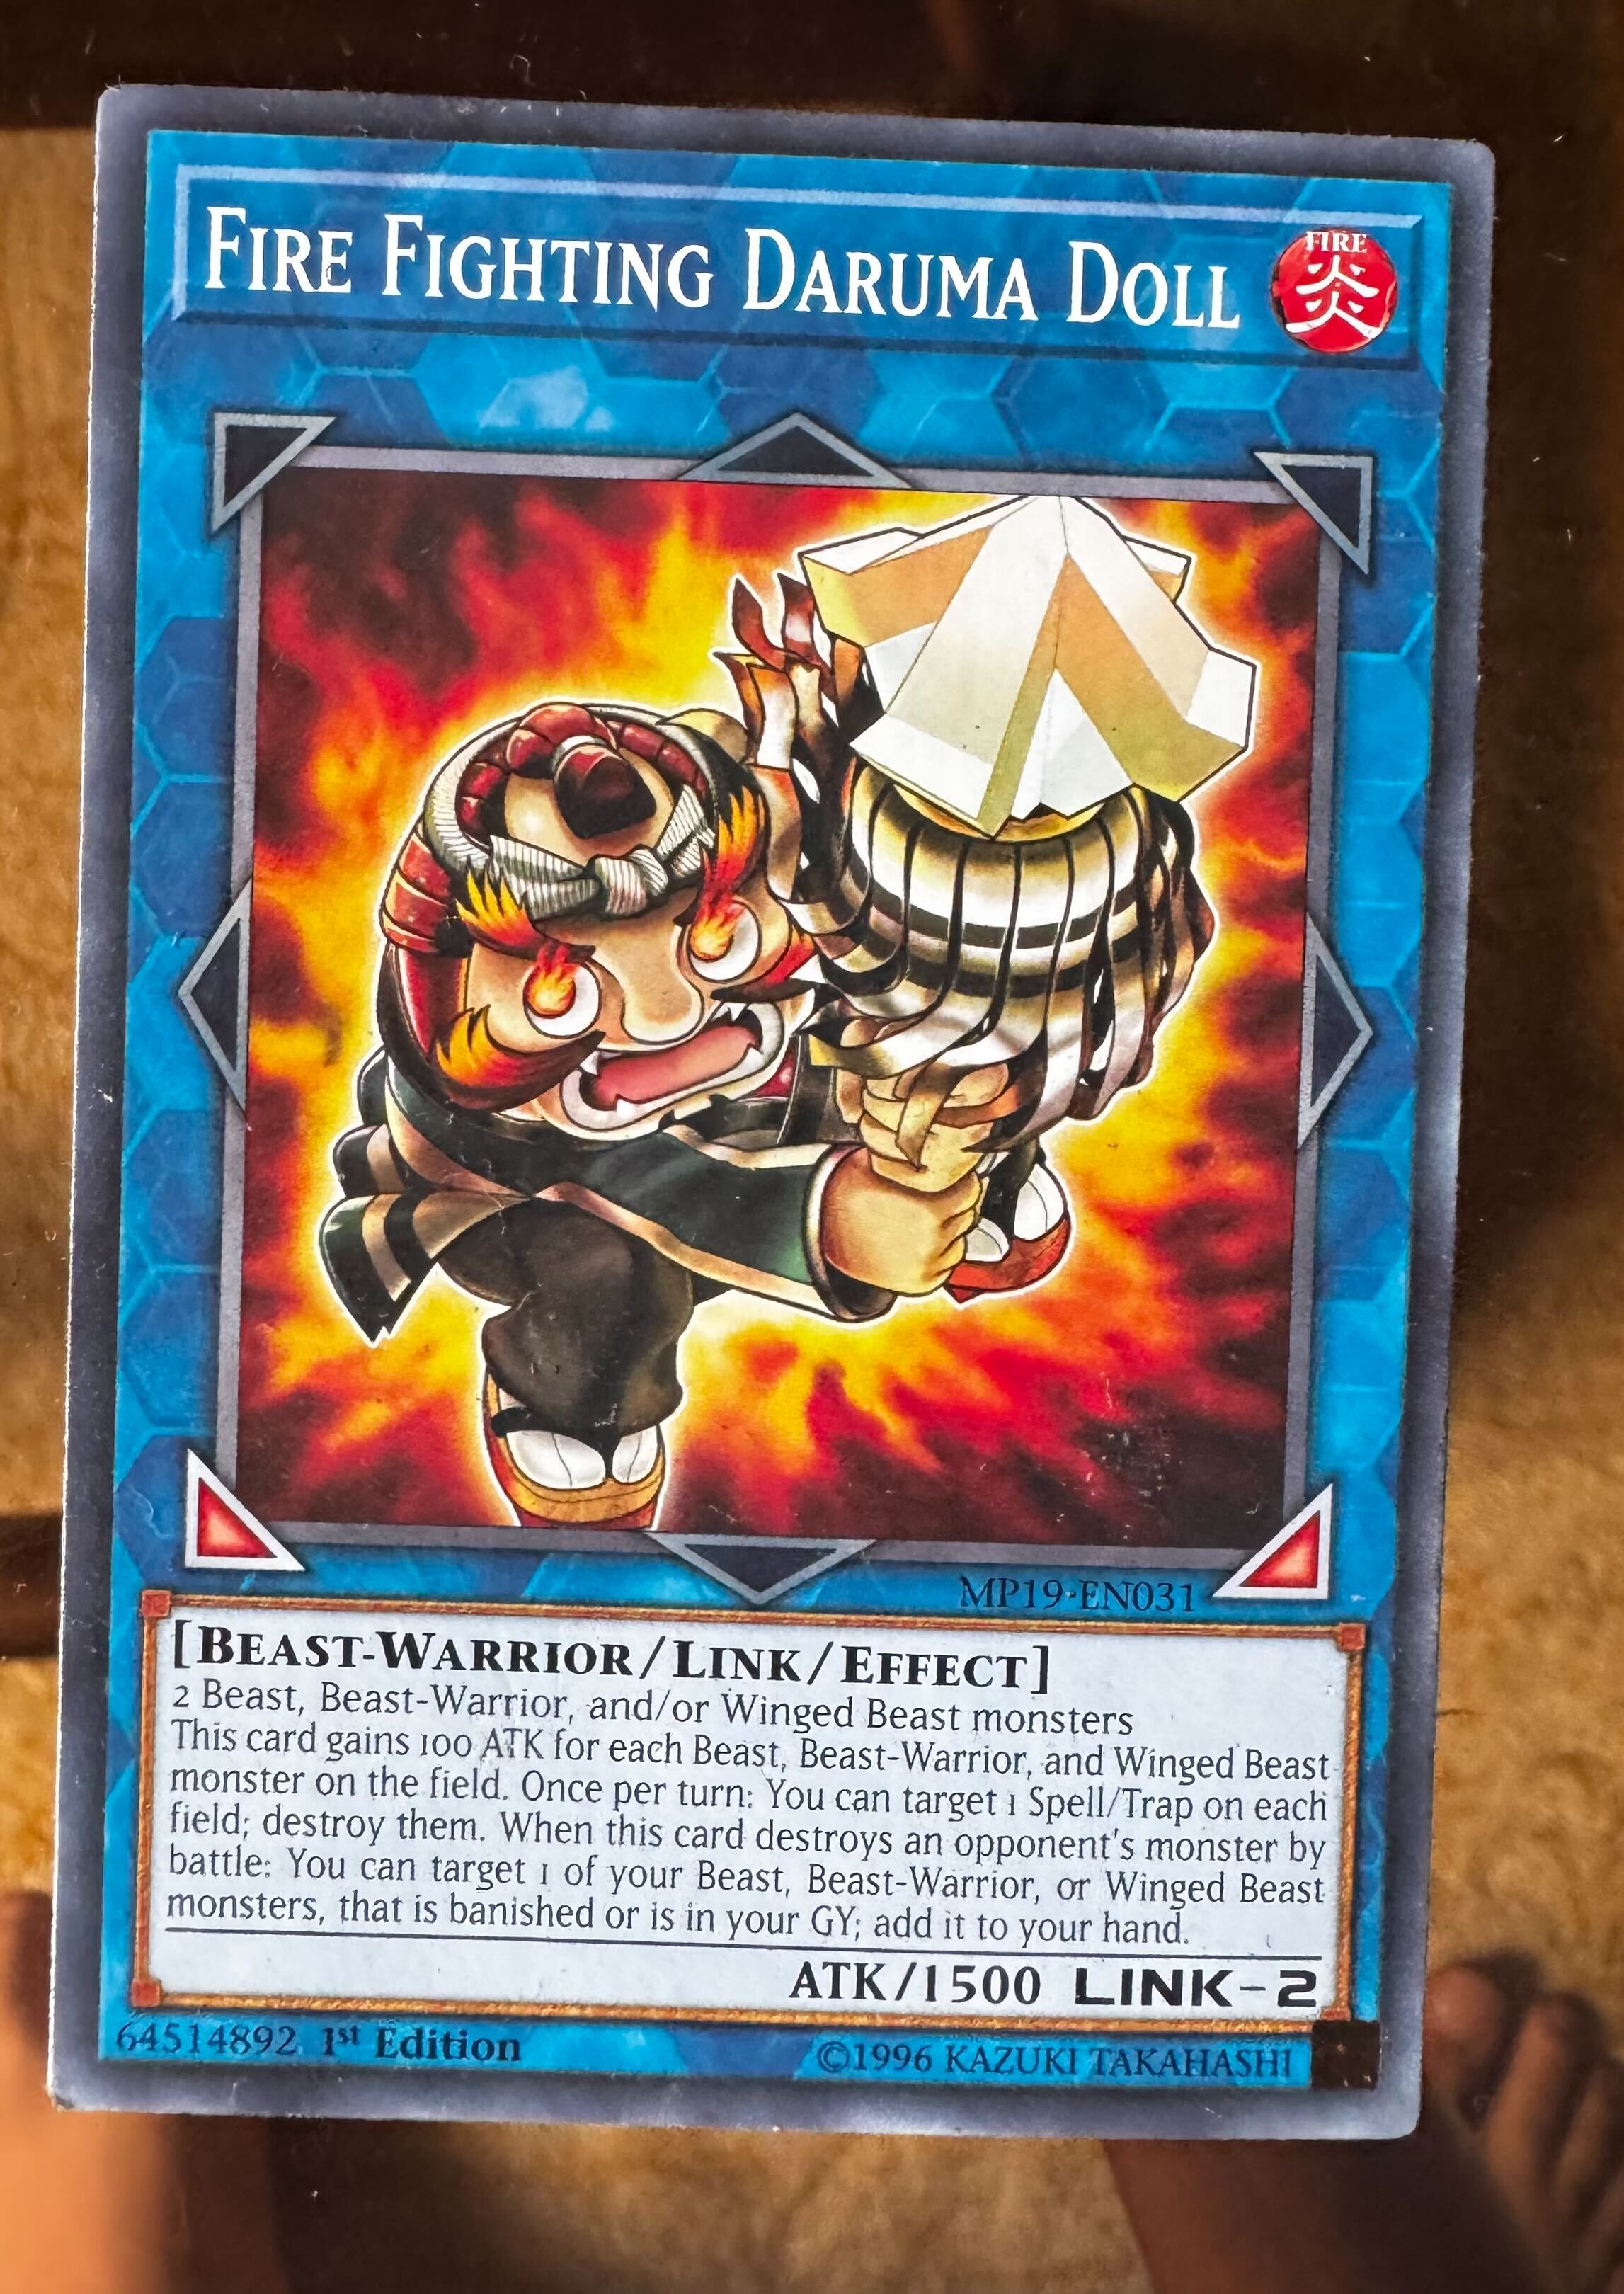 FIRE FIGHTING DARUMA DOLL
FIRE
炎
MP19-EN031
[BEAST-WARRIOR/LINK/EFFECT]
2 Beast, Beast-Warrior, and/or Winged Beast monsters
This card gains 100 ATK for each Beast, Beast-Warrior, and Winged Beast
monster on the field. Once per turn: You can target 1 Spell/Trap on each
field; destroy them. When this card destroys an opponent's monster by
battle: You can target 1 of your Beast, Beast-Warrior, or Winged Beast
monsters, that is banished or is in your GY; add it to your hand.
ATK/1500 LINK-2
64514892 1st Edition
©1996 KAZUKI TAKAHASHI